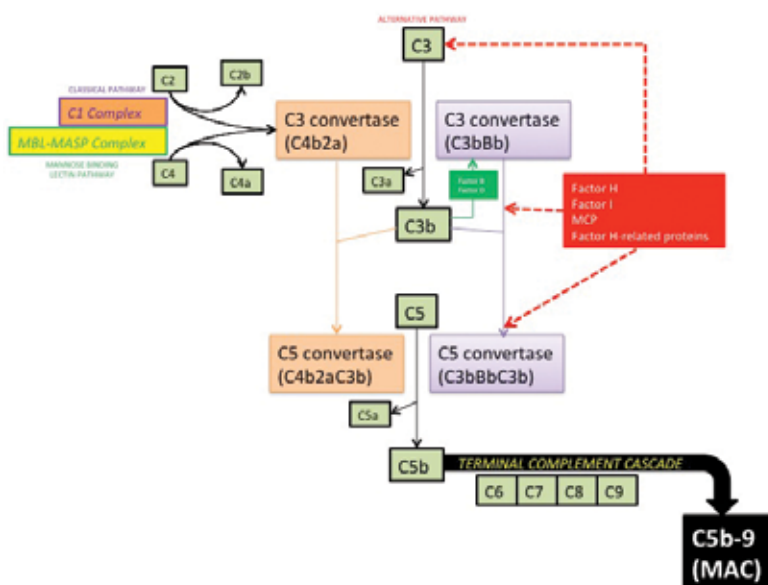 ALTERNATIVE PATHWAY
C3
C2
C2b
CLASSICAL PATHWAY
C1 Complex
MBL-MASP Complex
MANNOSE BINDING
LECTIN PATHWAY
C4
C4a
C3 convertase
(C4b2a)
C3 convertase
(C3bBb)
C3a
Factor B
Factor D
Factor H
Factor I
MCP
Factor H-related proteins
C3b
C5
C5 convertase
(C4b2aC3b)
C5 convertase
(C3bBbC3b)
C5a
C5b
TERMINAL COMPLEMENT CASCADE
C6
C7
C8
C9
C5b-9
(MAC)